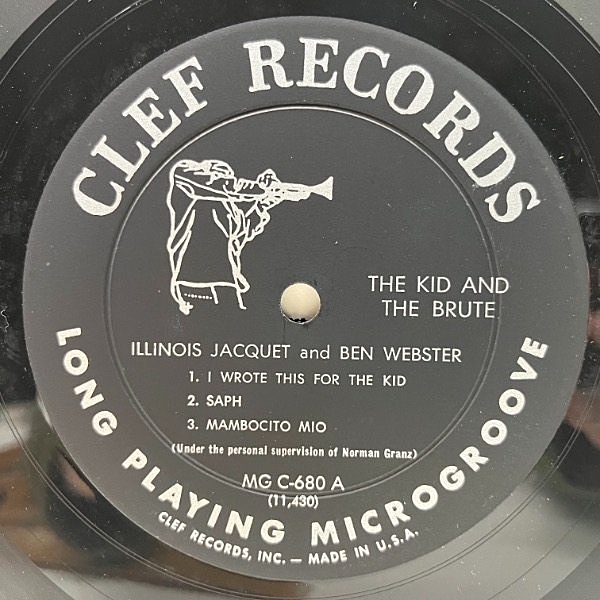 CLEF RECORDS
THE KID AND
THE BRUTE
ILLINOIS JACQUET and BEN WEBSTER
1. I WROTE THIS FOR THE KID
2. SAPH
3. MAMBOCITO MIO
(Under the personal supervision of Norman Granz)
MG C-680 A
(11,430)
LONG PLAYING MICROGROOVE
CLEF RECORDS, INC. — MADE IN U.S.A.